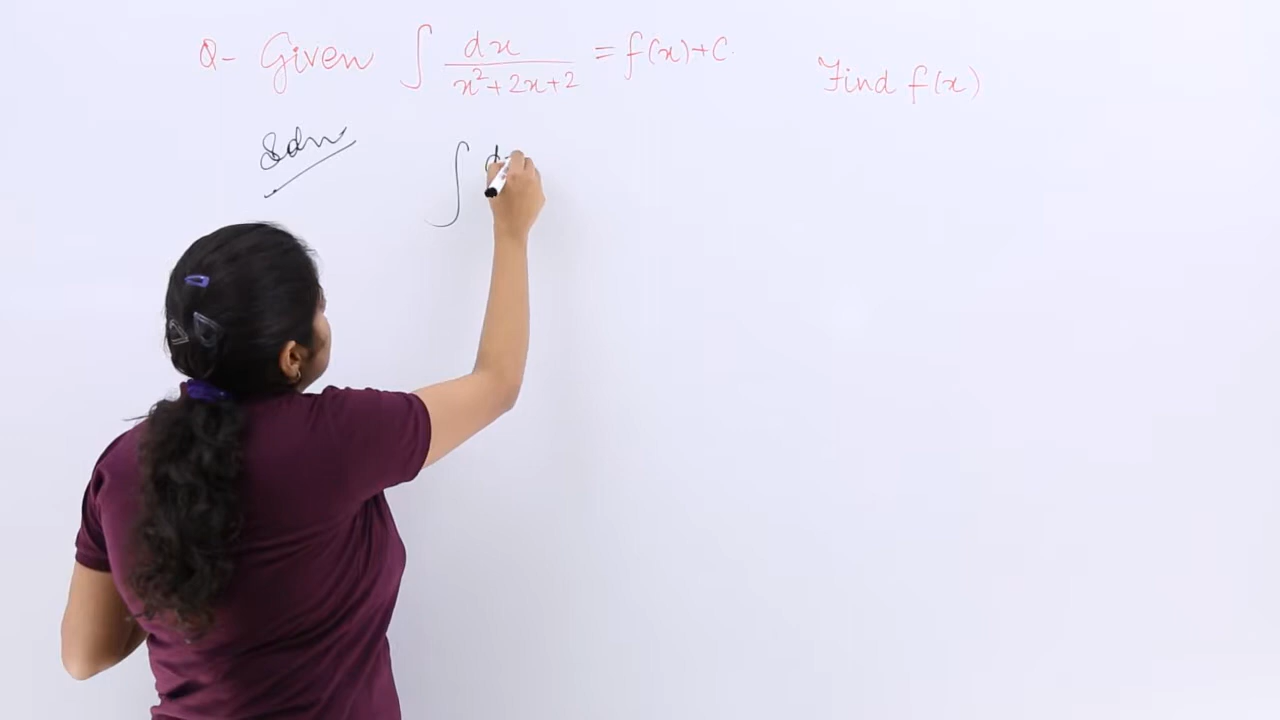 Q- Given ∫ dx / x²+2x+2 = f(x)+C. Find f(x)
Soln
∫ d